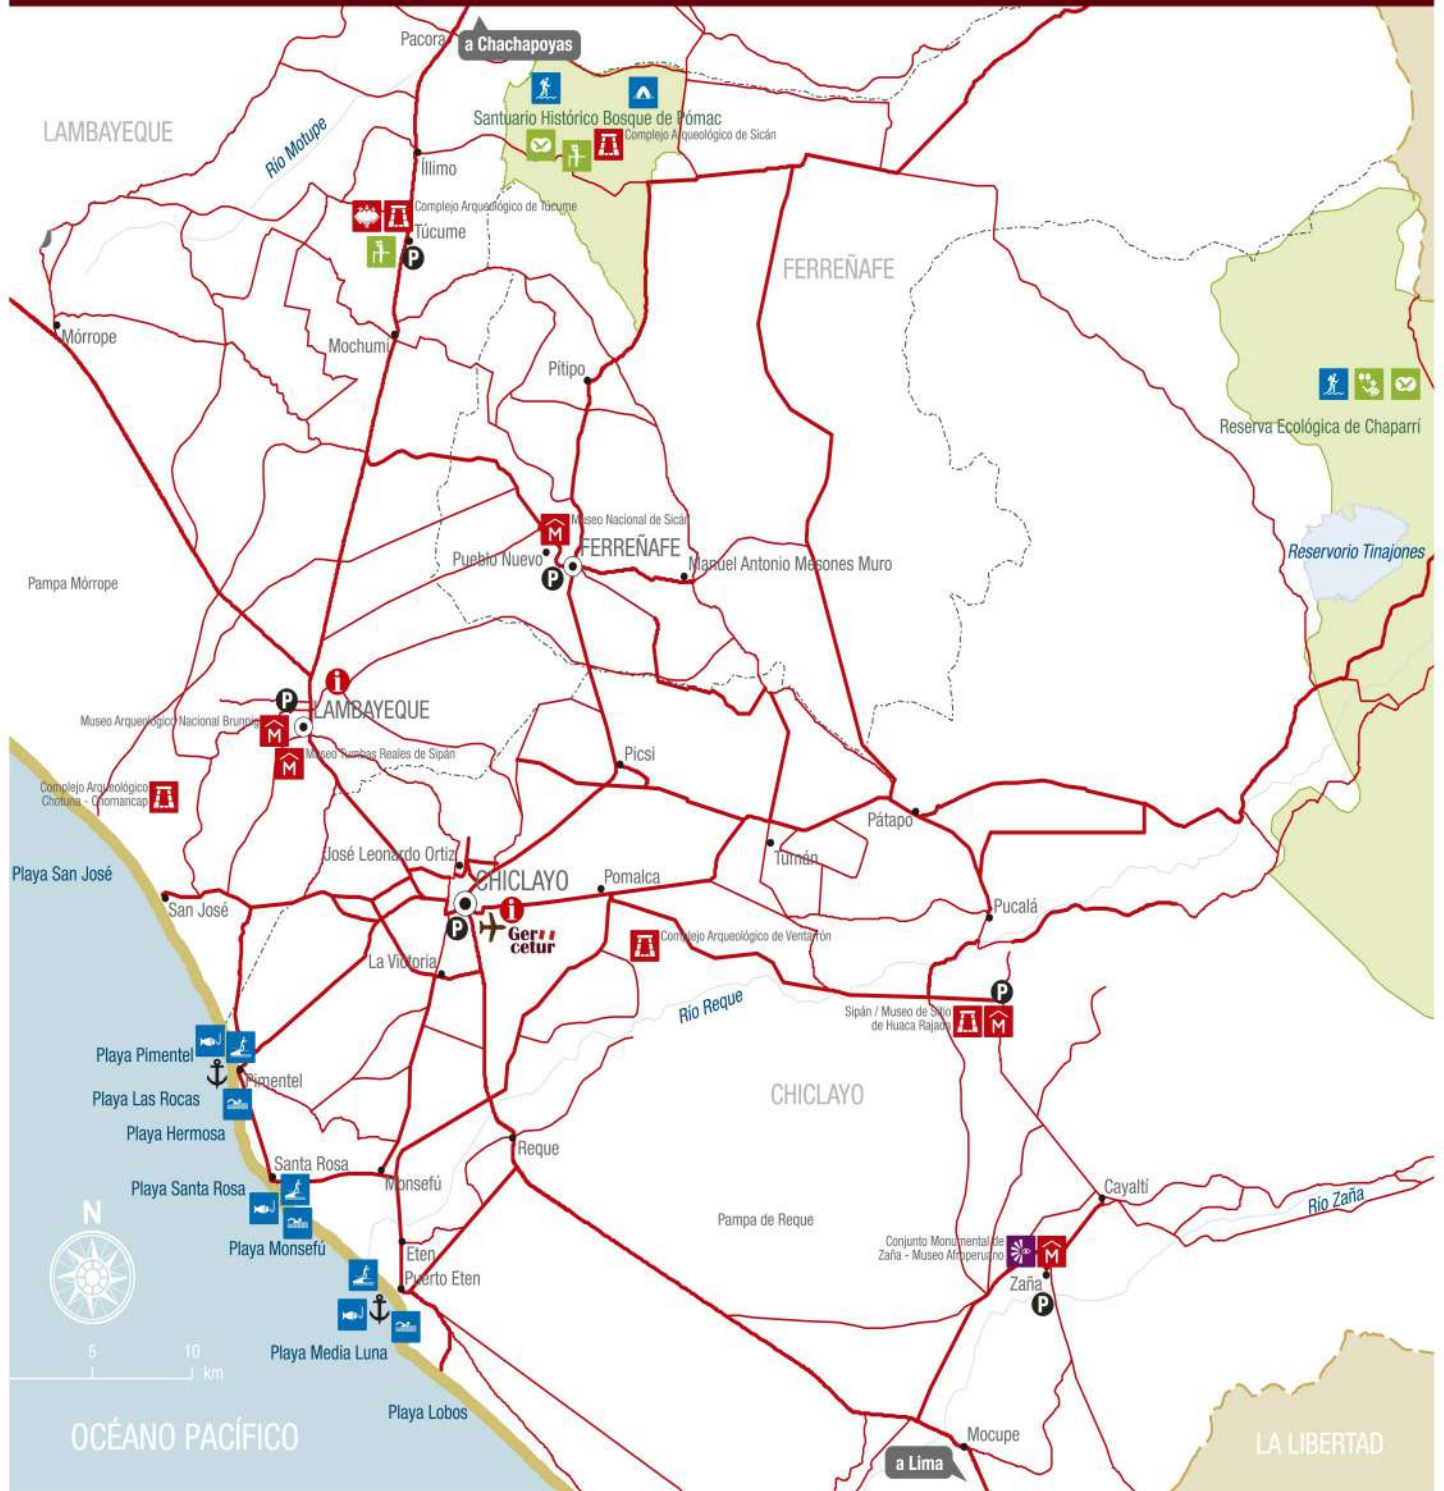 Pacora
a Chachapoyas
Santuario Histórico Bosque de Pómac
Complejo Arqueológico de Sicán
LAMBAYEQUE
Río Motupe
Íllimo
Complejo Arqueológico de Túcume
Túcume
P
FERREÑAFE
Mórrope
Mochumí
Pítipo
Reserva Ecológica de Chaparrí
M
Museo Nacional de Sicán
FERREÑAFE
Pueblo Nuevo
P
Manuel Antonio Mesones Muro
Reservorio Tinajones
Pampa Mórrope
i
P
LAMBAYEQUE
Museo Arqueológico Nacional Brunning
M
M
Museo Tumbas Reales de Sipán
Picsi
Complejo Arqueológico
Chotuna - Chornancap
Pátapo
Tumán
José Leonardo Ortiz
Playa San José
CHICLAYO
Pomalca
San José
i
P
Gercetur
Pucalá
Complejo Arqueológico de Ventarrón
La Victoria
Río Reque
P
Sipán / Museo de Sitio
de Huaca Rajada
M
Playa Pimentel
Pimentel
CHICLAYO
Playa Las Rocas
Playa Hermosa
Reque
Santa Rosa
Monsefú
Playa Santa Rosa
Cayaltí
Río Zaña
N
Pampa de Reque
Playa Monsefú
Eten
Conjunto Monumental de
Zaña - Museo Afroperuano
M
Puerto Eten
Zaña
P
5
10
km
Playa Media Luna
Playa Lobos
OCÉANO PACÍFICO
Mocupe
a Lima
LA LIBERTAD